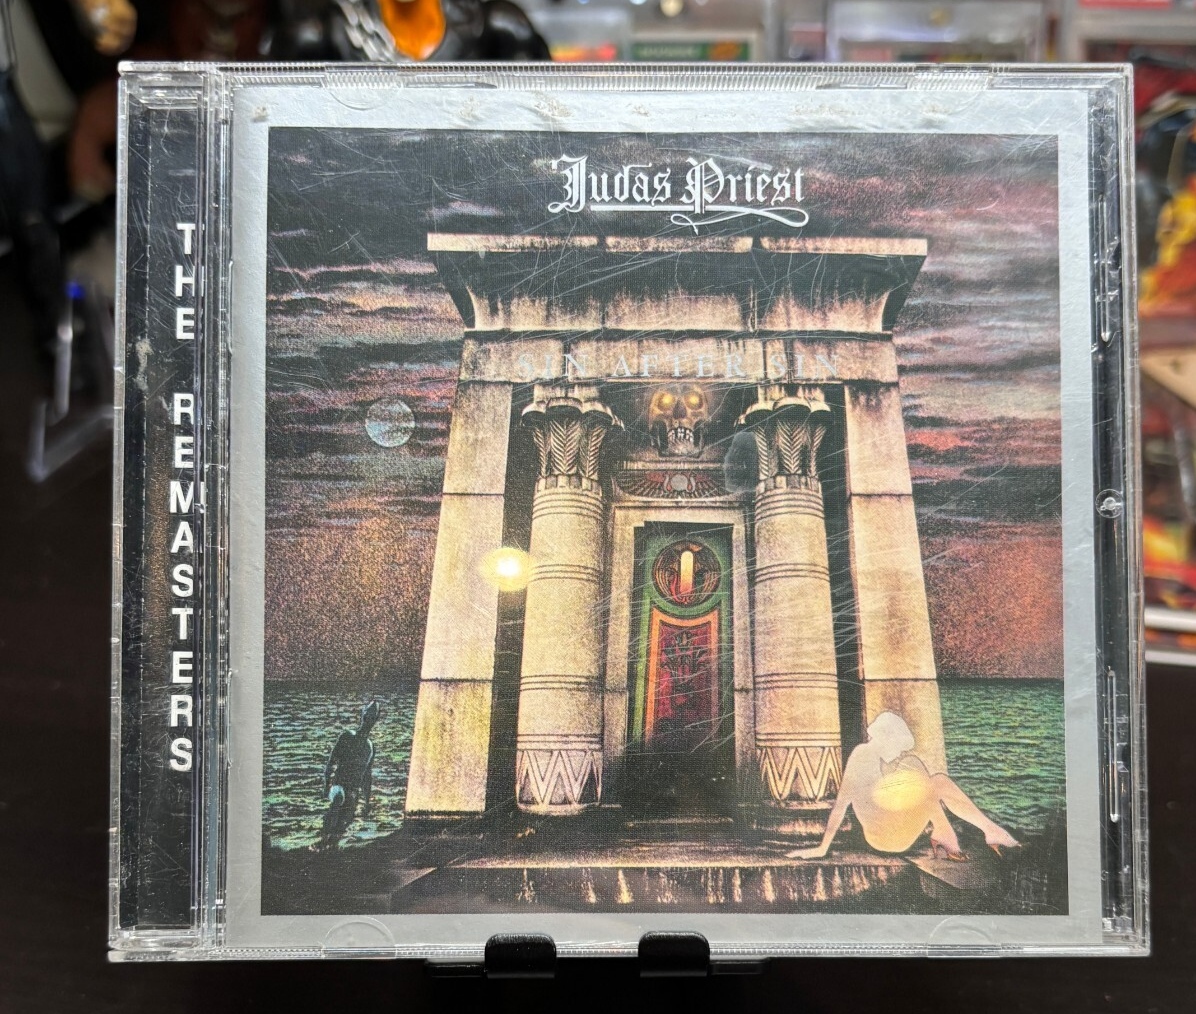 THE REMASTERS
Judas Priest
SIN AFTER SIN